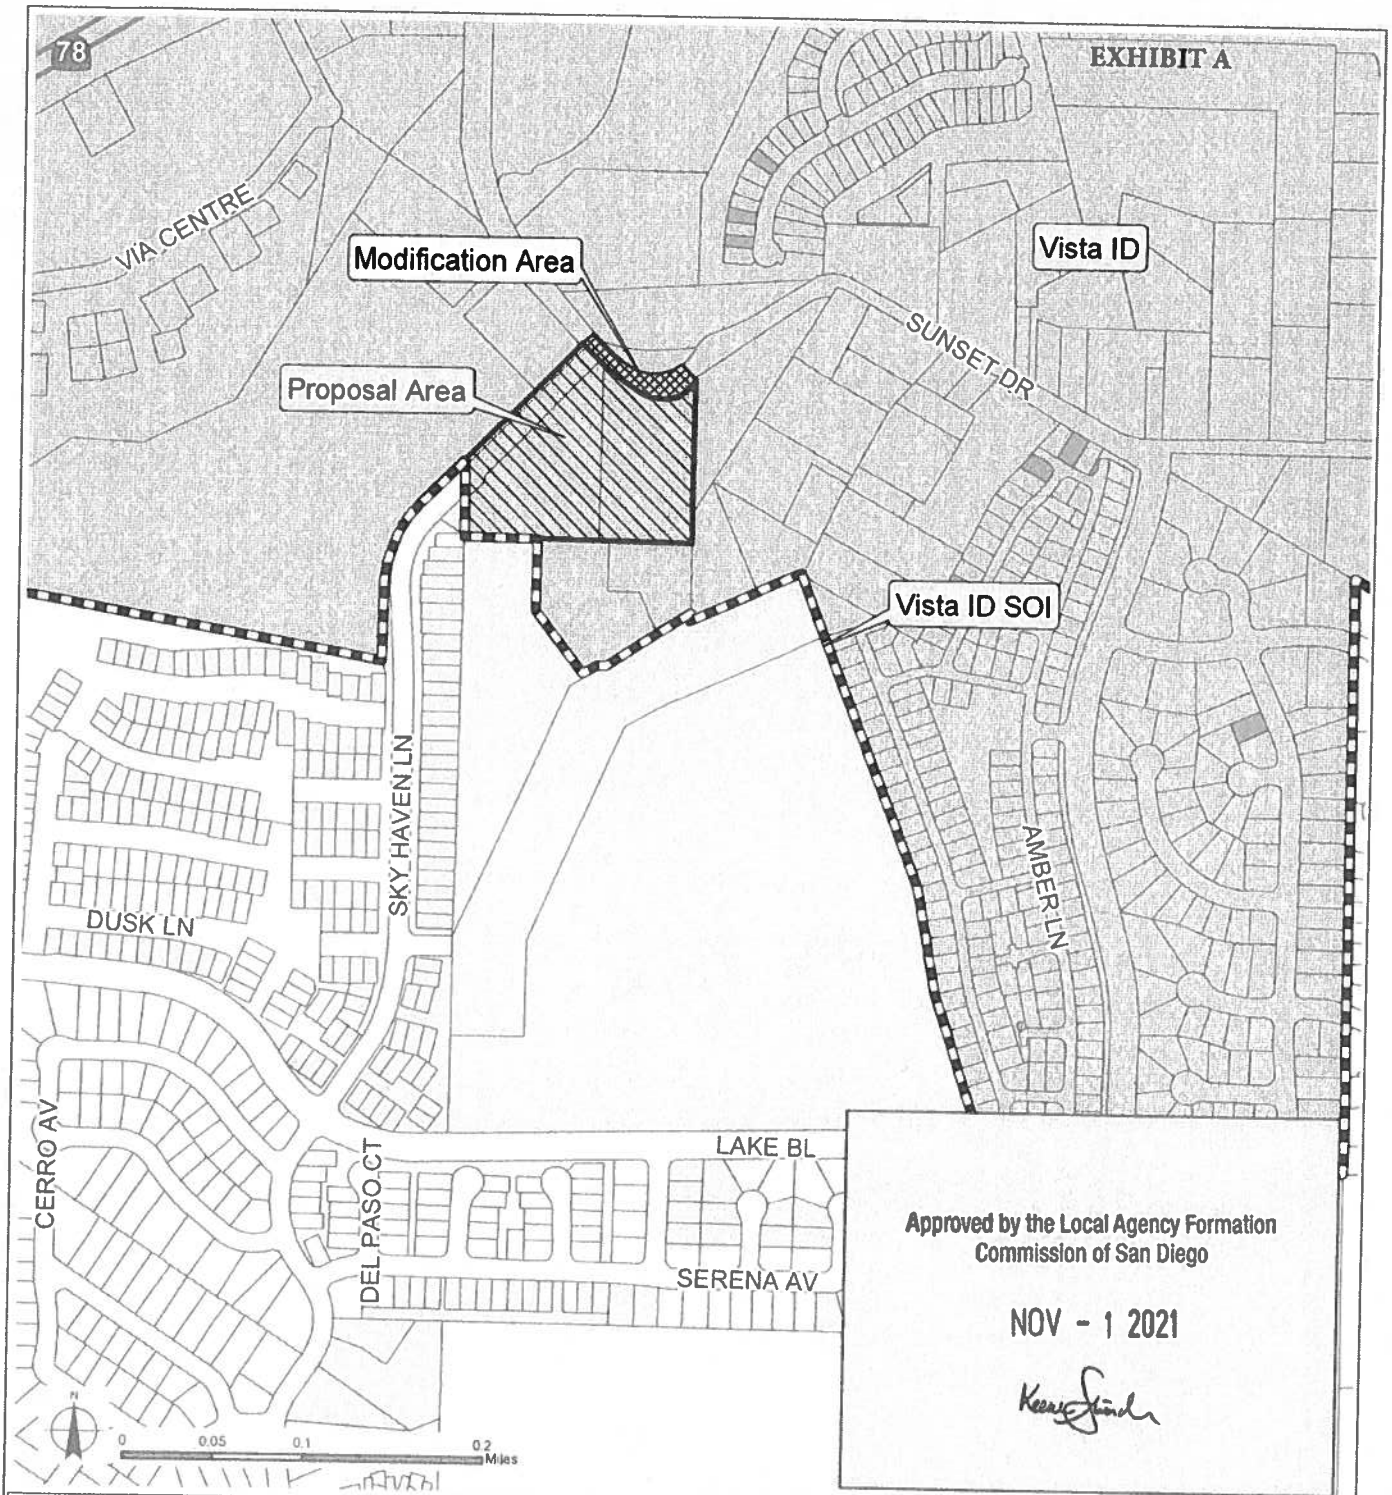 78
EXHIBIT A
VIA CENTRE
Modification Area
Vista ID
SUNSET DR
Proposal Area
Vista ID SOI
SKY HAVEN LN
AMBER LN
DUSK LN
CERRO AV
DEL PASO CT
LAKE BL
SERENA AV
Approved by the Local Agency Formation
Commission of San Diego
NOV - 1 2021
N
0 0.05 0.1 0.2
Miles